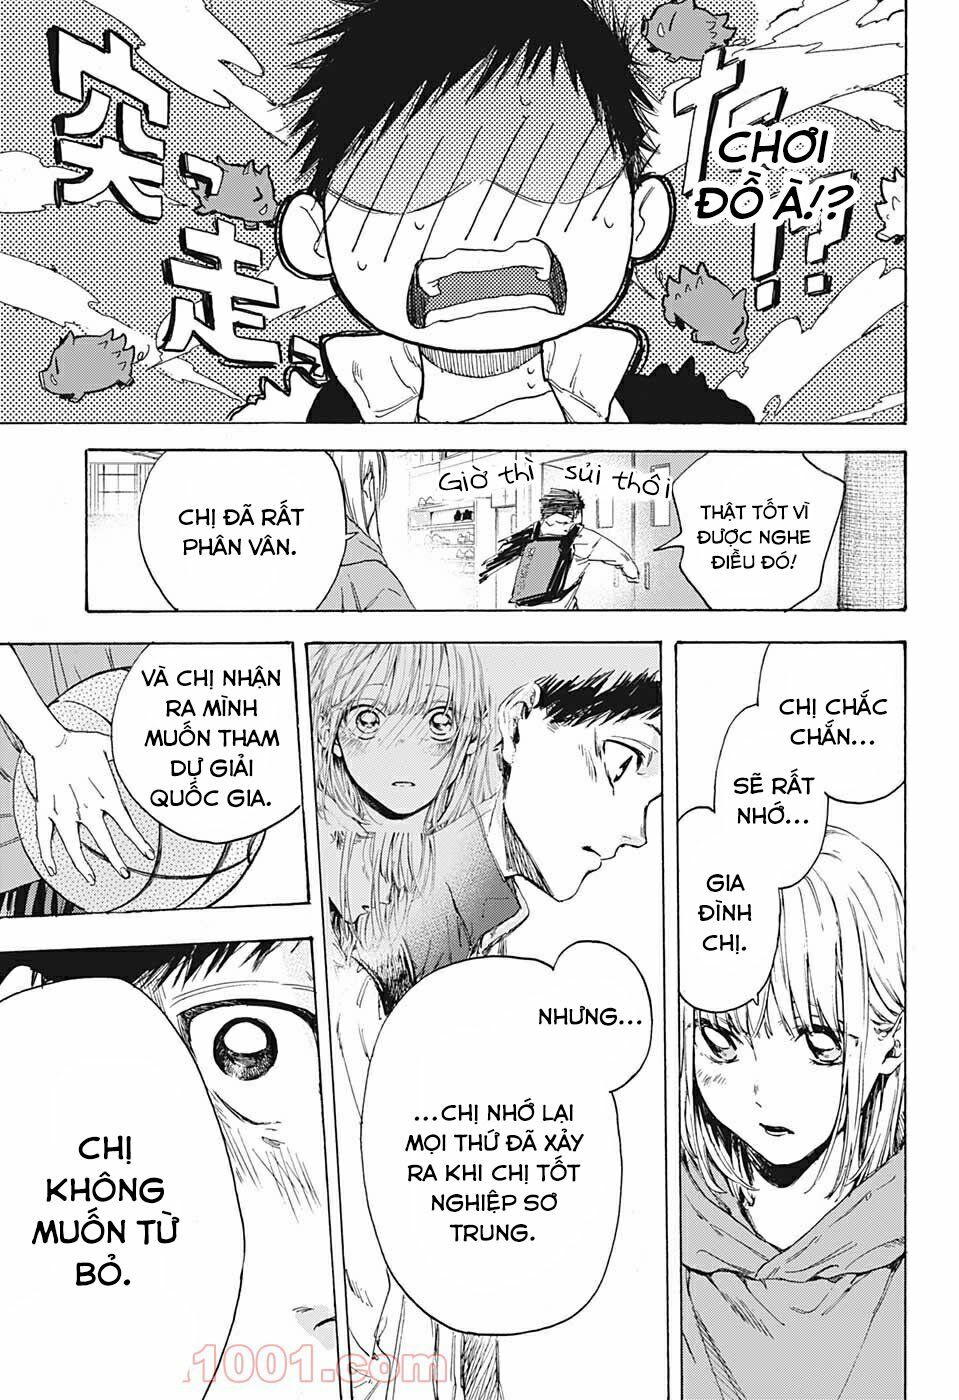 突っ走
た!?
CHƠI
ĐỒ À!?
THẬT TỐT VÌ
ĐƯỢC NGHE
ĐIỀU ĐÓ!
Giờ thì sủi thôi
CHỊ ĐÃ RẤT
PHÂN VÂN.
CHỊ CHẮC
CHẮN...
SẼ RẤT
NHỚ...
GIA
ĐÌNH
CHỊ.
NHƯNG...
...CHỊ NHỚ LẠI
MỌI THỨ ĐÃ XẢY
RA KHI CHỊ TỐT
NGHIỆP SƠ
TRUNG.
VÀ CHỊ NHẬN
RA MÌNH
MUỐN THAM
DỰ GIẢI
QUỐC GIA.
CHỊ
KHÔNG
MUỐN TỪ
BỎ.
1001.com